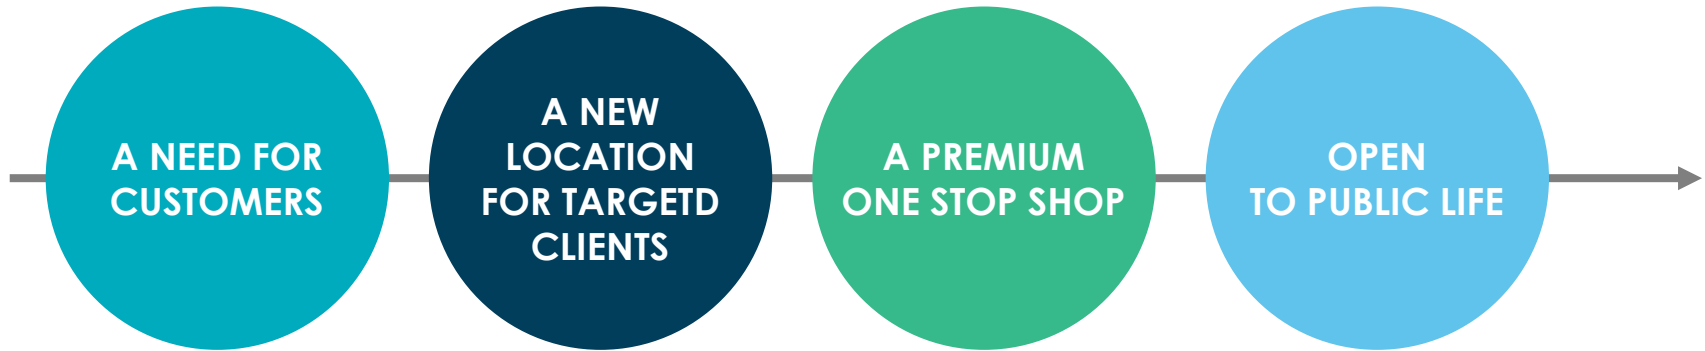 A NEED FOR
CUSTOMERS
A NEW
LOCATION
FOR TARGETD
CLIENTS
A PREMIUM
ONE STOP SHOP
OPEN
TO PUBLIC LIFE